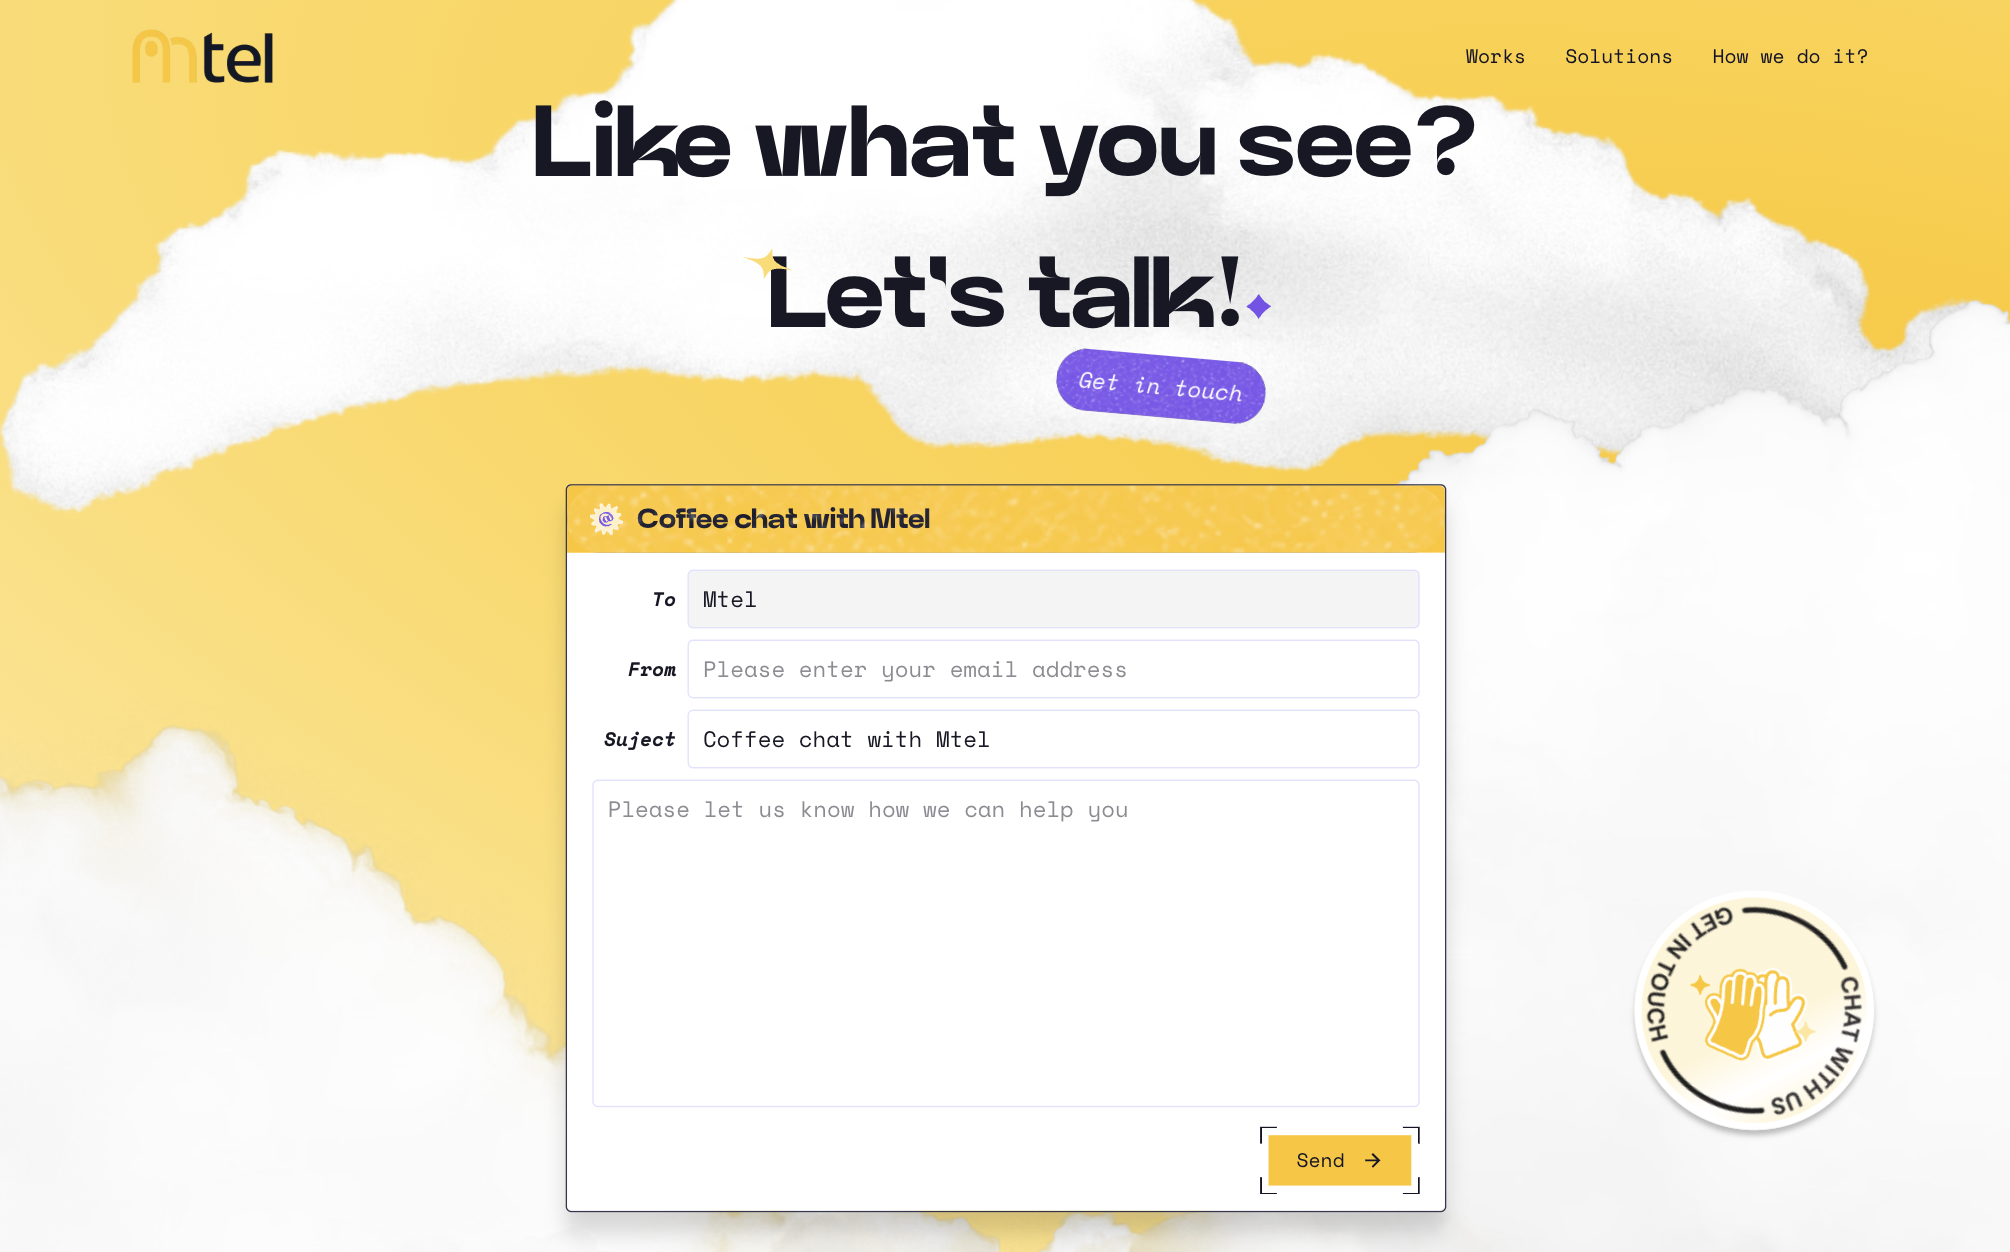 mtel
Works Solutions How we do it?
Like what you see?
Let's talk!
Get in touch
@ Coffee chat with Mtel
To Mtel
From Please enter your email address
Suject Coffee chat with Mtel
Please let us know how we can help you
Send →
GET IN TOUCH
CHAT WITH US